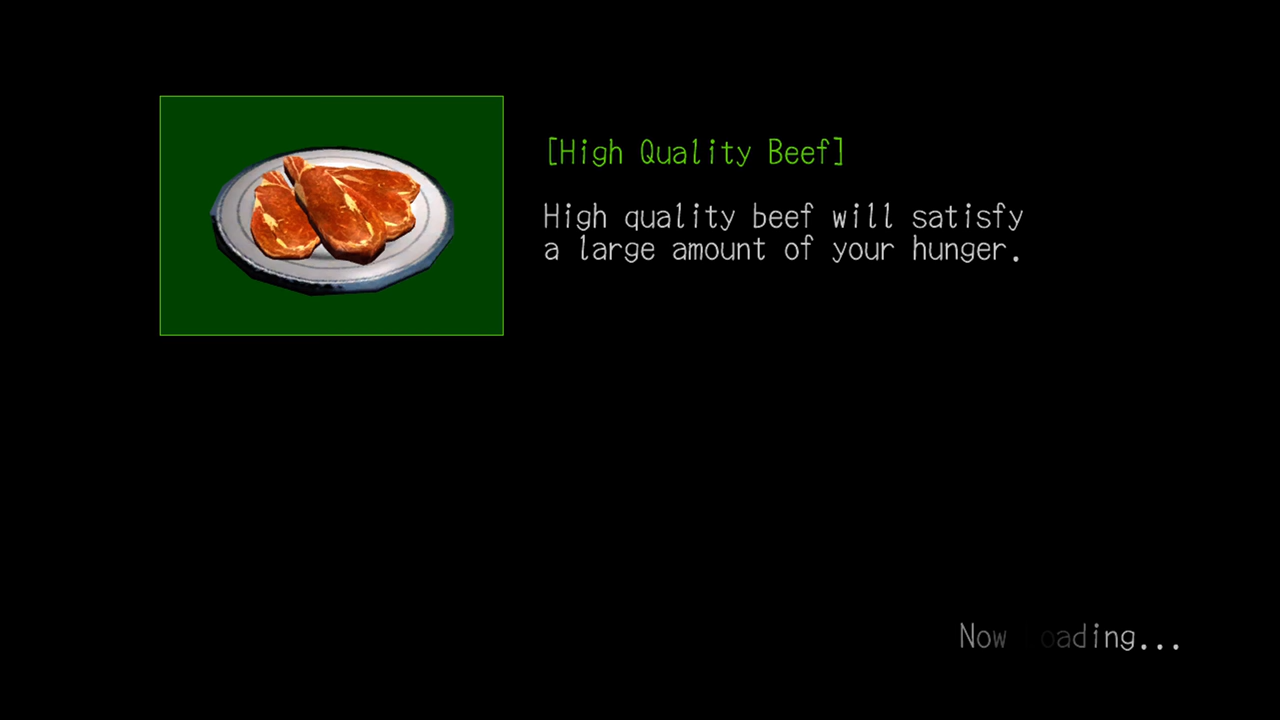 [High Quality Beef]
High quality beef will satisfy
a large amount of your hunger.
Now Loading...